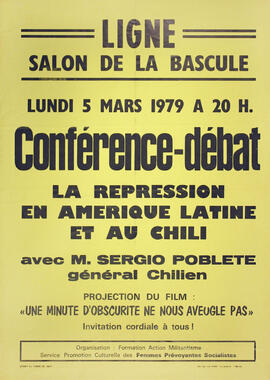 LIGNE
SALON DE LA BASCULE
LUNDI 5 MARS 1979 A 20 H.
Conférence-débat
LA REPRESSION
EN AMERIQUE LATINE
ET AU CHILI
avec M. SERGIO POBLETE
général Chilien
PROJECTION DU FILM :
«UNE MINUTE D'OBSCURITE NE NOUS AVEUGLE PAS»
Invitation cordiale à tous !
Organisation : Formation Action Militantisme
Service Promotion Culturelle des Femmes Prévoyantes Socialistes